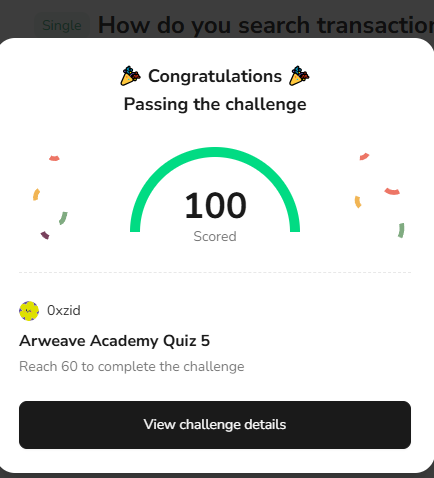 Single How do you search transaction
Congratulations
Passing the challenge
100
Scored
0xzid
Arweave Academy Quiz 5
Reach 60 to complete the challenge
View challenge details